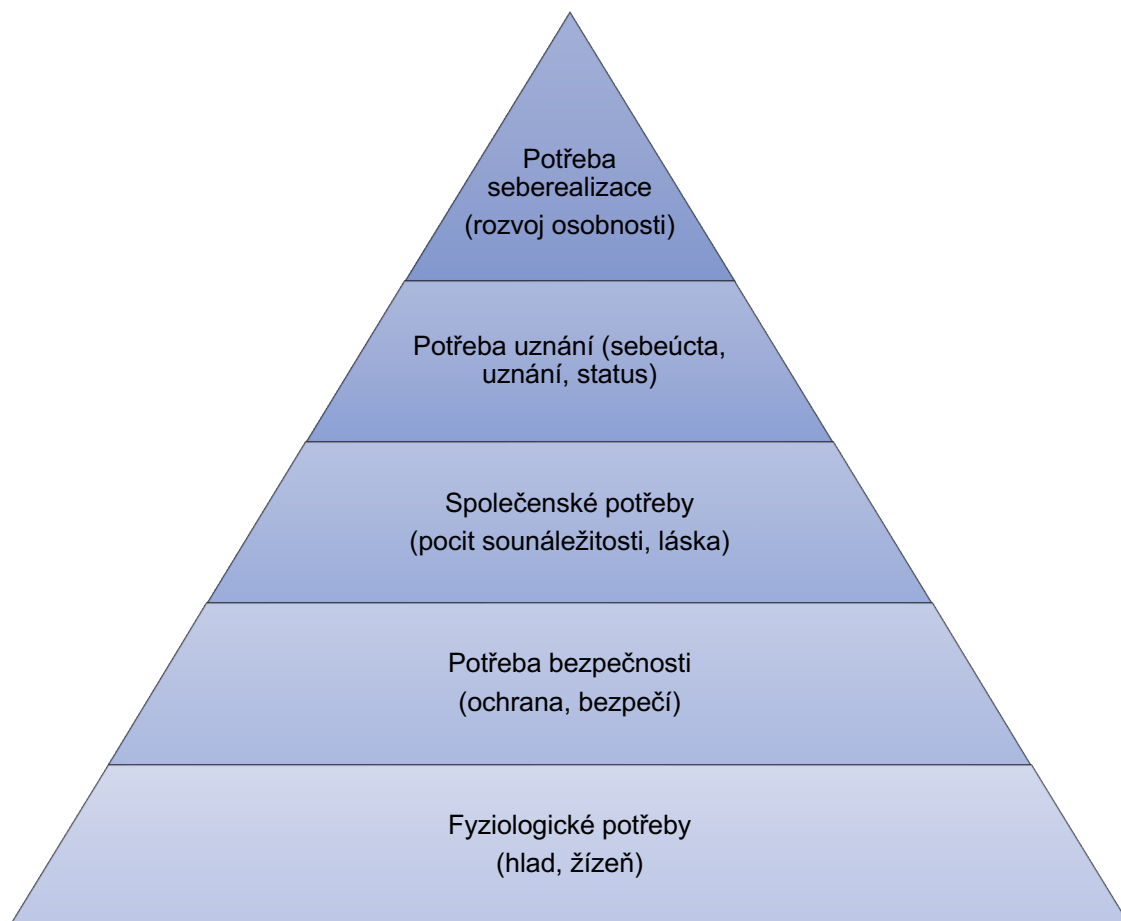 Potřeba
seberealizace
(rozvoj osobnosti)
Potřeba uznání (sebeúcta,
uznání, status)
Společenské potřeby
(pocit sounáležitosti, láska)
Potřeba bezpečnosti
(ochrana, bezpečí)
Fyziologické potřeby
(hlad, žízeň)